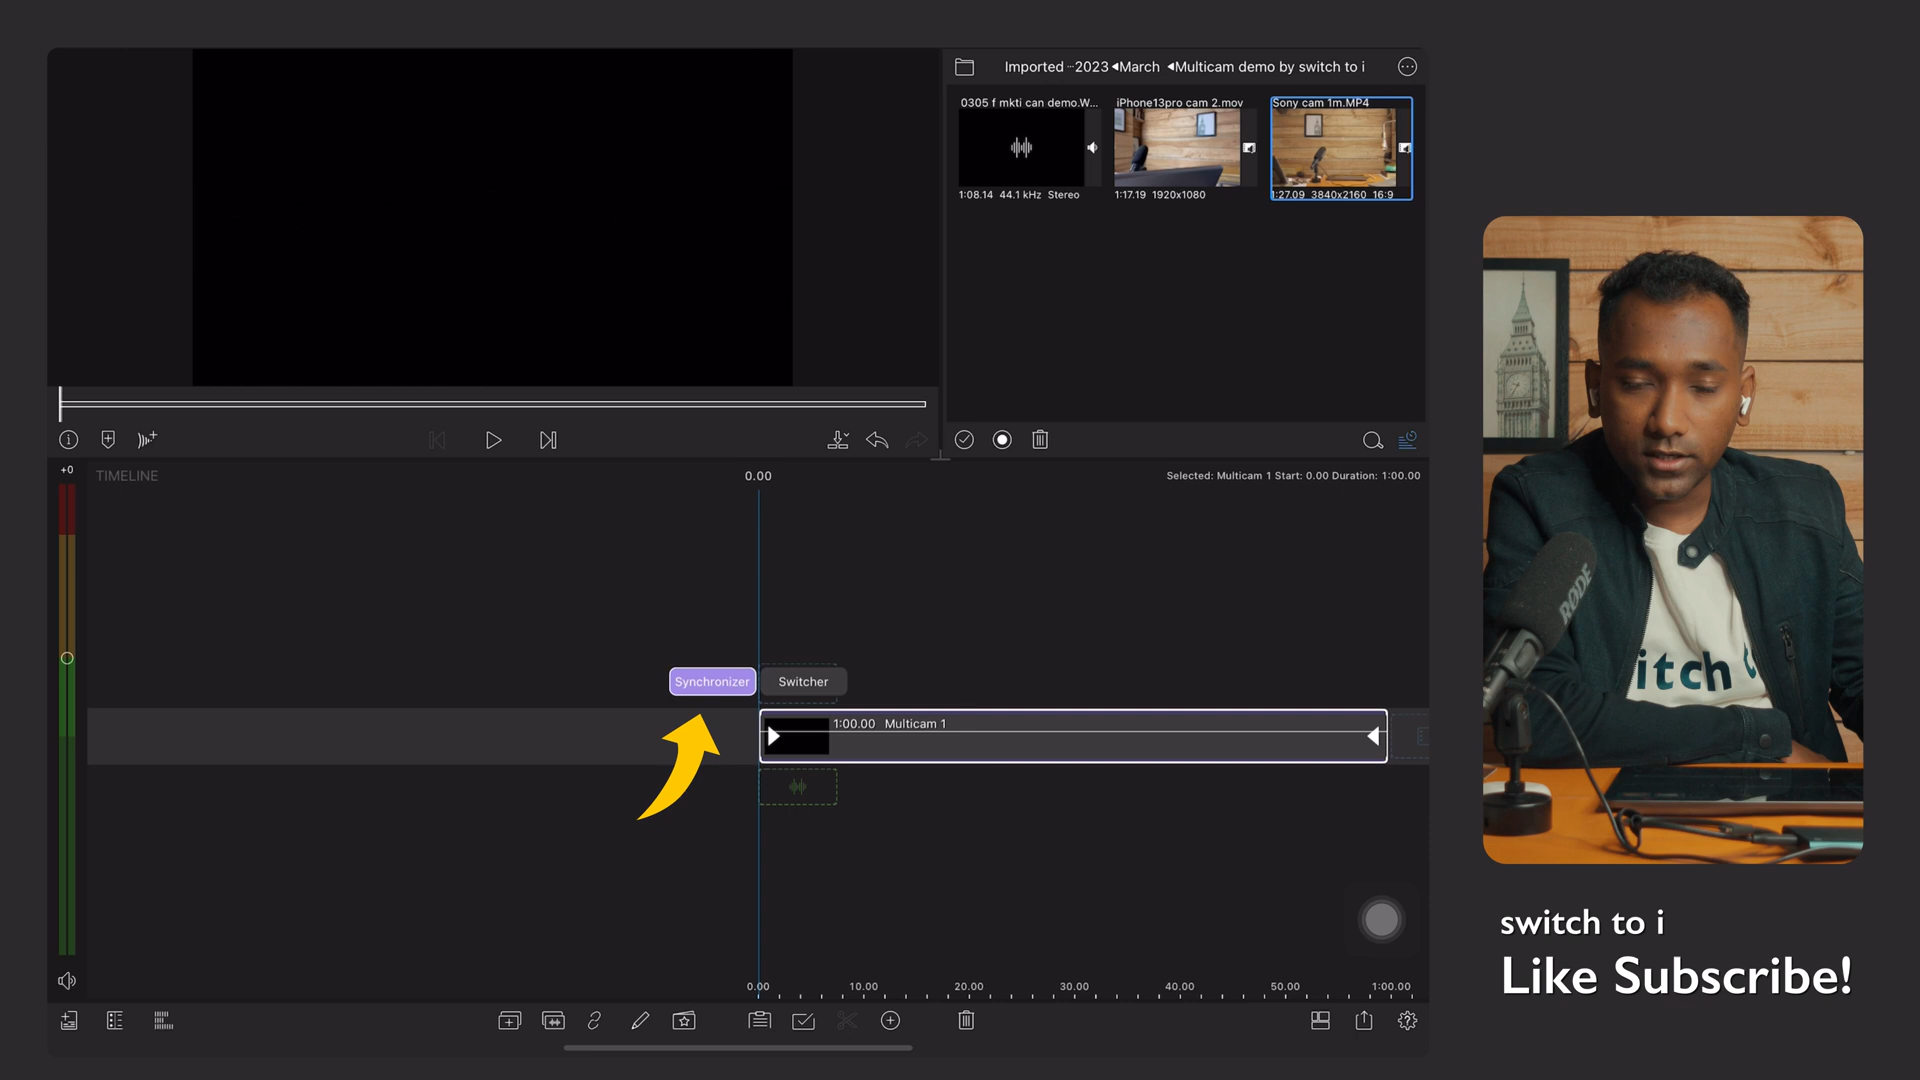 Imported ··2023 ◂March ◂Multicam demo by switch to i
0305 f mkti can demo.W...
iPhone13pro cam 2.mov
Sony cam 1m.MP4
1:08.14 44.1 kHz Stereo
1:17.19 1920x1080
1:27.09 3840x2160 16:9
+0
TIMELINE
0.00
Selected: Multicam 1 Start: 0.00 Duration: 1:00.00
Synchronizer
Switcher
1:00.00 Multicam 1
0.00 10.00 20.00 30.00 40.00 50.00 1:00.00
RØDE
itch
switch to i
Like Subscribe!